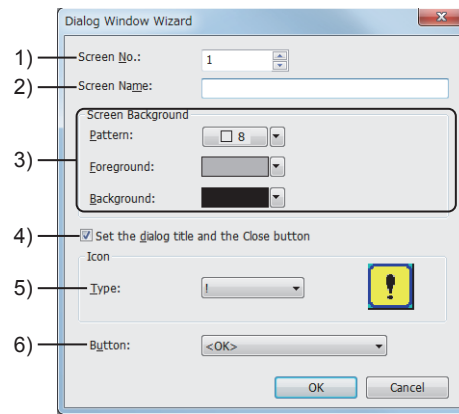 Dialog Window Wizard
x
1) Screen No.: 1
2) Screen Name:
Screen Background
3) Pattern: 8
Foreground:
Background:
4) Set the dialog title and the Close button
Icon
5) Type: ! !
6) Button: <OK>
OK Cancel